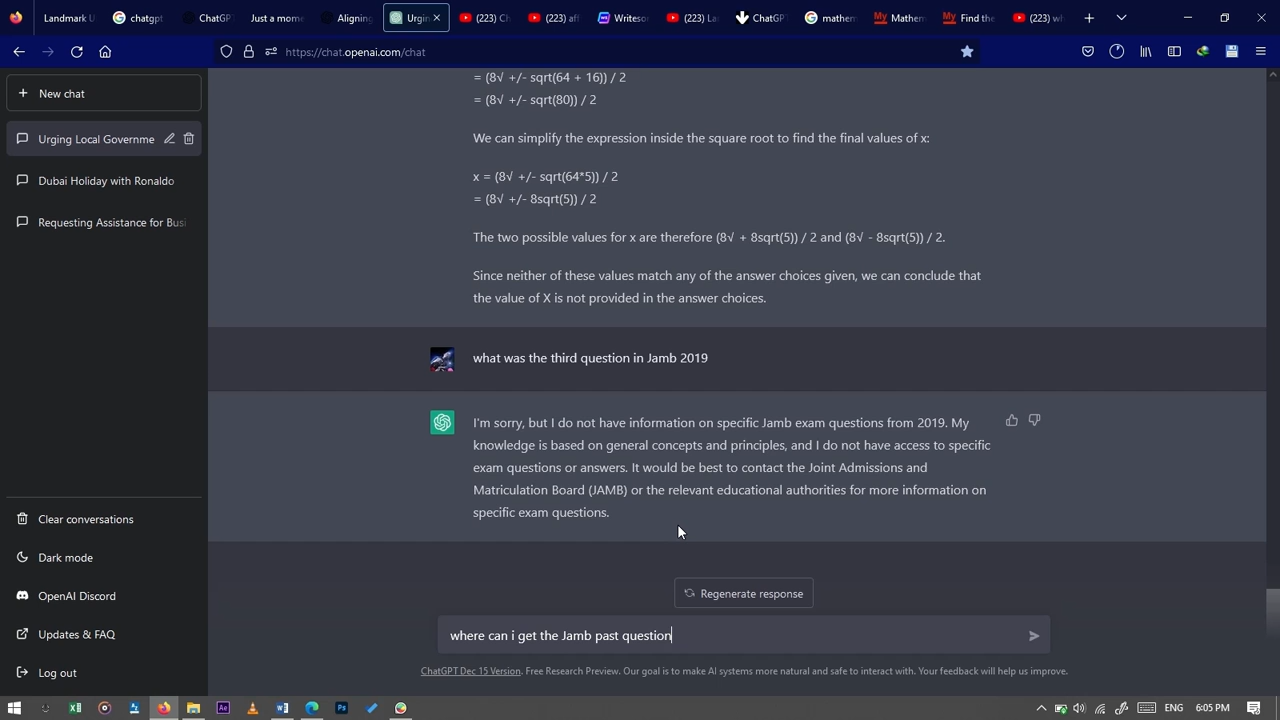 Landmark U
chatgpt
ChatGPT
Just a mome
Aligning
Urgin
(223) Ch
(223) aff
Writeson
(223) La
ChatGP
mathem
My Mathem
My Find the
(223) wh
https://chat.openai.com/chat
New chat
Urging Local Governme
Dubai Holiday with Ronaldo
Requesting Assistance for Busi
Clear conversations
Dark mode
OpenAI Discord
Updates & FAQ
Log out
= (8√ +/- sqrt(64 + 16)) / 2
= (8√ +/- sqrt(80)) / 2
We can simplify the expression inside the square root to find the final values of x:
x = (8√ +/- sqrt(64*5)) / 2
= (8√ +/- 8sqrt(5)) / 2
The two possible values for x are therefore (8√ + 8sqrt(5)) / 2 and (8√ - 8sqrt(5)) / 2.
Since neither of these values match any of the answer choices given, we can conclude that
the value of X is not provided in the answer choices.
what was the third question in Jamb 2019
I'm sorry, but I do not have information on specific Jamb exam questions from 2019. My
knowledge is based on general concepts and principles, and I do not have access to specific
exam questions or answers. It would be best to contact the Joint Admissions and
Matriculation Board (JAMB) or the relevant educational authorities for more information on
specific exam questions.
Regenerate response
where can i get the Jamb past question
ChatGPT Dec 15 Version. Free Research Preview. Our goal is to make AI systems more natural and safe to interact with. Your feedback will help us improve.
6:05 PM